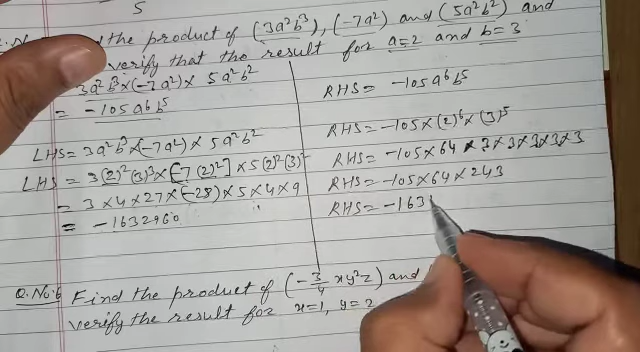 5
the product of (3a²b³), (-7a²) and (5a²b²) and
verify that the result for a=2 and b=3
3a²b³×(-7a²)× 5a²b²
= -105a⁶b⁵
LHS= 3a²b³×(-7a²)× 5a²b²
LHS= 3(2)²(3)³×[-7(2)²]×5(2)²(3)²
= 3×4×27×(-28)×5×4×9
= -1632960
RHS= -105a⁶b⁵
RHS= -105×(2)⁶×(3)⁵
RHS= -105×64×3×3×3×3×3
RHS= -105×64×243
RHS= -163
Q.No:6 Find the product of (-3/4 xy²z) and
verify the result for x=1, y=2